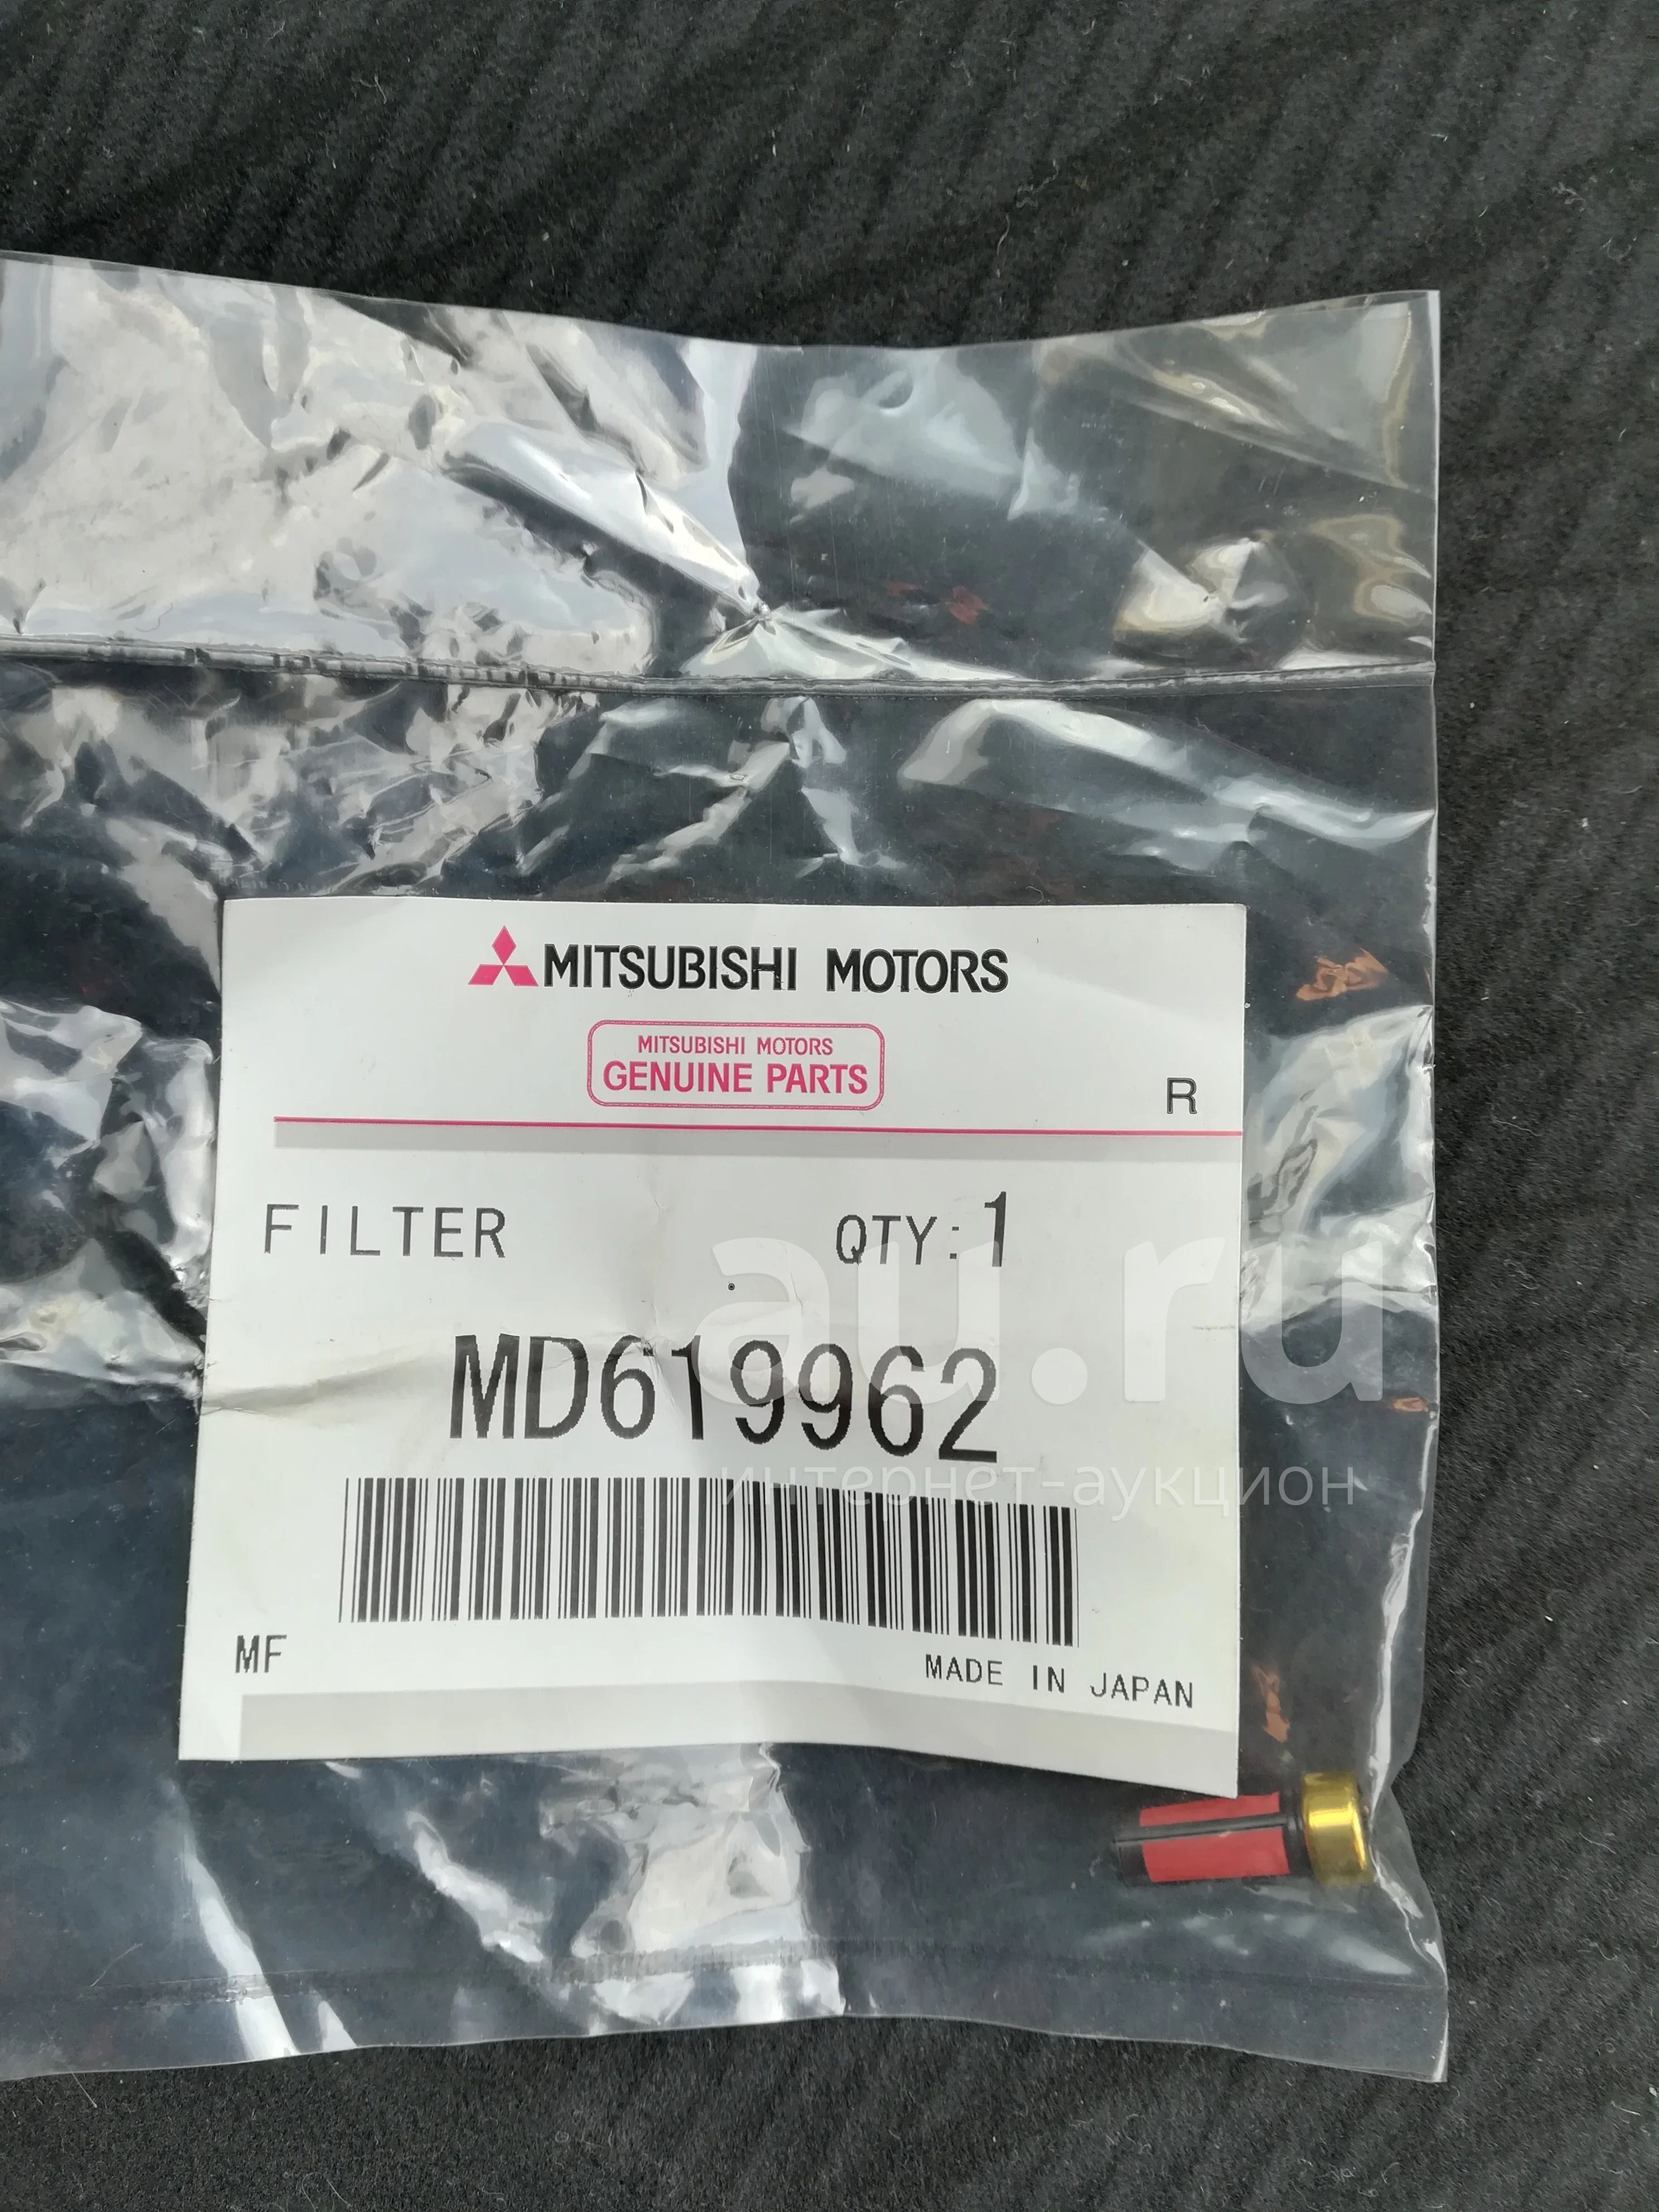 MITSUBISHI MOTORS
MITSUBISHI MOTORS
GENUINE PARTS
R
FILTER QTY: 1
au.ru
MD619962
интернет-аукцион
MF
MADE IN JAPAN